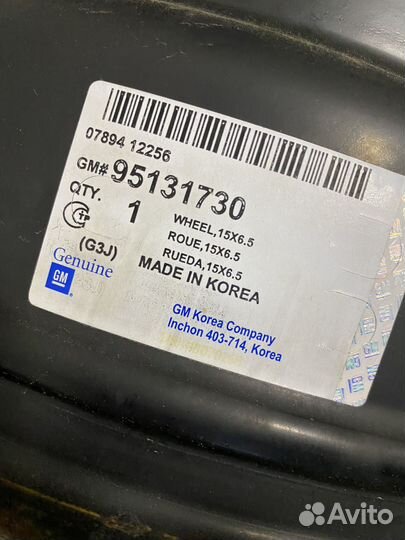 07894 12256
GM# 95131730
QTY. 1
WHEEL,15X6.5
ROUE,15X6.5
RUEDA,15X6.5
(G3J)
MADE IN KOREA
Genuine
GM
GM Korea Company
Inchon 403-714, Korea
GM
Avito